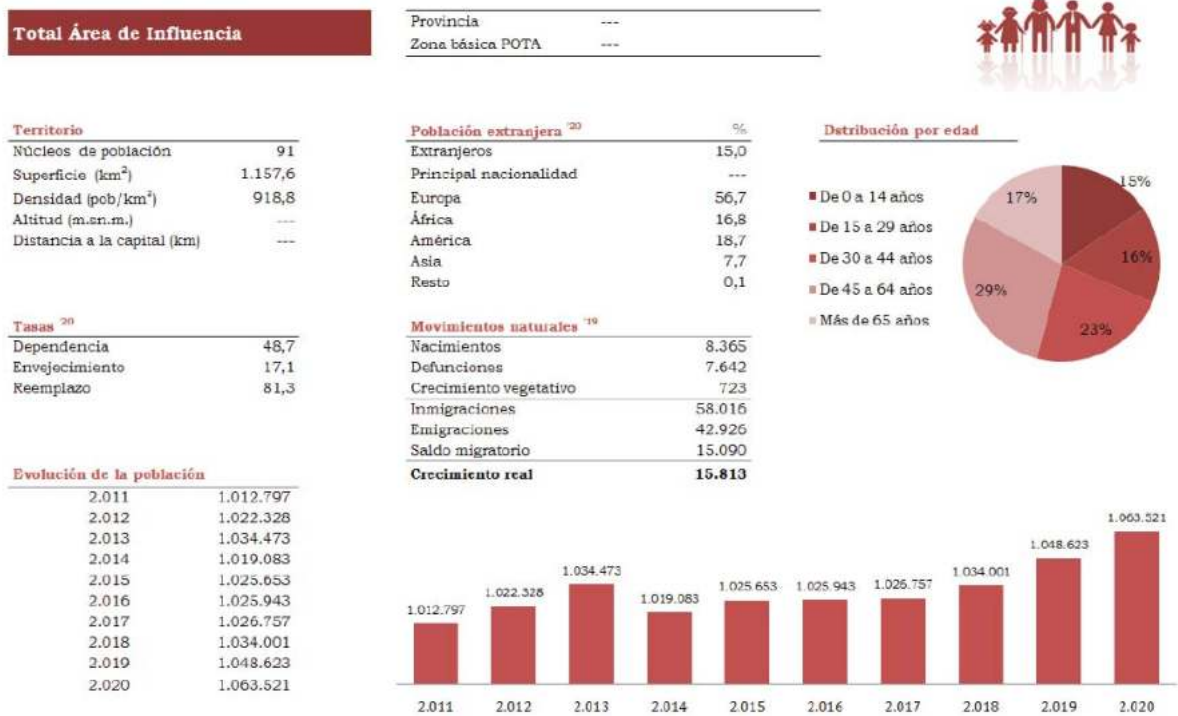 Total Área de Influencia
Provincia ---
Zona básica POTA ---
Territorio
Núcleos de población 91
Superficie (km²) 1.157,6
Densidad (pob/km²) 918,8
Altitud (m.sn.m.) ---
Distancia a la capital (km) ---
Población extranjera '20 %
Extranjeros 15,0
Principal nacionalidad ---
Europa 56,7
África 16,8
América 18,7
Asia 7,7
Resto 0,1
Dstribución por edad
De 0 a 14 años
De 15 a 29 años
De 30 a 44 años
De 45 a 64 años
Más de 65 años
15%
16%
23%
29%
17%
Tasas '20
Dependencia 48,7
Envejecimiento 17,1
Reemplazo 81,3
Movimientos naturales '19
Nacimientos 8.365
Defunciones 7.642
Crecimiento vegetativo 723
Inmigraciones 58.016
Emigraciones 42.926
Saldo migratorio 15.090
Crecimiento real 15.813
Evolución de la población
2.011 1.012.797
2.012 1.022.328
2.013 1.034.473
2.014 1.019.083
2.015 1.025.653
2.016 1.025.943
2.017 1.026.757
2.018 1.034.001
2.019 1.048.623
2.020 1.063.521
1.012.797 1.022.328 1.034.473 1.019.083 1.025.653 1.025.943 1.026.757 1.034.001 1.048.623 1.063.521
2.011 2.012 2.013 2.014 2.015 2.016 2.017 2.018 2.019 2.020